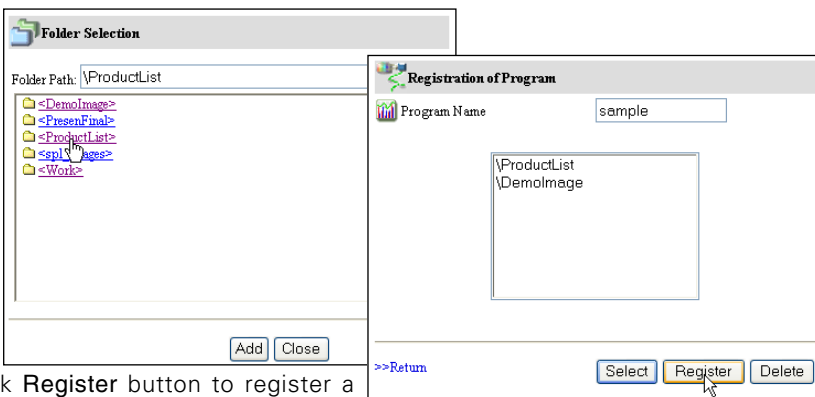 Folder Selection
Folder Path: \ProductList
<DemoImage>
<PresenFinal>
<ProductList>
<Work>
Add Close
Registration of Program
Program Name sample
\ProductList
\DemoImage
>>Return Select Register Delete
Register button to register a